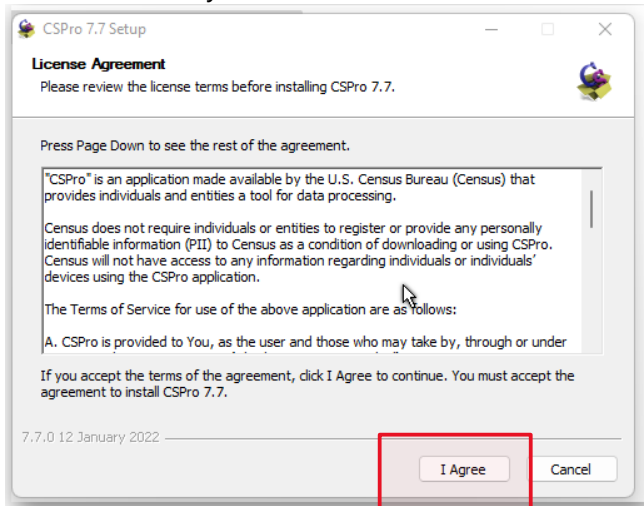 CSPro 7.7 Setup
License Agreement
Please review the license terms before installing CSPro 7.7.
Press Page Down to see the rest of the agreement.
"CSPro" is an application made available by the U.S. Census Bureau (Census) that
provides individuals and entities a tool for data processing.
Census does not require individuals or entities to register or provide any personally
identifiable information (PII) to Census as a condition of downloading or using CSPro.
Census will not have access to any information regarding individuals or individuals'
devices using the CSPro application.
The Terms of Service for use of the above application are as follows:
A. CSPro is provided to You, as the user and those who may take by, through or under
If you accept the terms of the agreement, click I Agree to continue. You must accept the
agreement to install CSPro 7.7.
7.7.0 12 January 2022
I Agree
Cancel